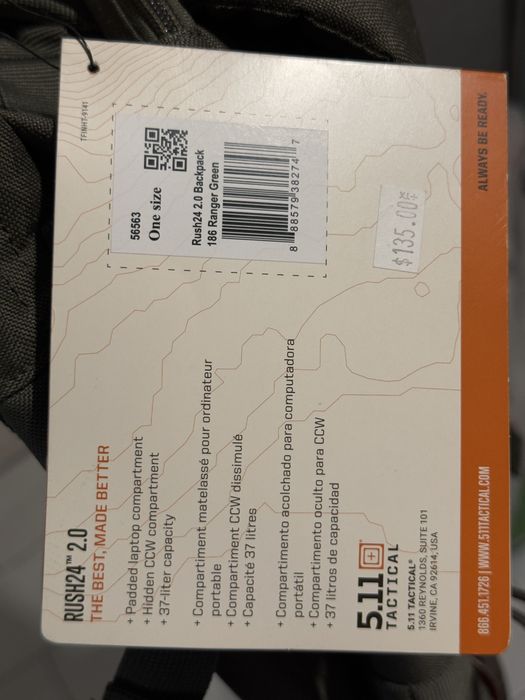 RUSH24™ 2.0
THE BEST, MADE BETTER
+ Padded laptop compartment
+ Hidden CCW compartment
+ 37-liter capacity
+ Compartiment matelassé pour ordinateur
portable
+ Compartiment CCW dissimulé
+ Capacité 37 litres
+ Compartimento acolchado para computadora
portátil
+ Compartimento oculto para CCW
+ 37 litros de capacidad
5.11
TACTICAL
5.11 TACTICAL®
1360 REYNOLDS, SUITE 101
IRVINE, CA 92614, USA
866.451.1726 | WWW.511TACTICAL.COM
ALWAYS BE READY.
56563
One size
Rush24 2.0 Backpack
186 Ranger Green
8 88579 38274 7
$135.00